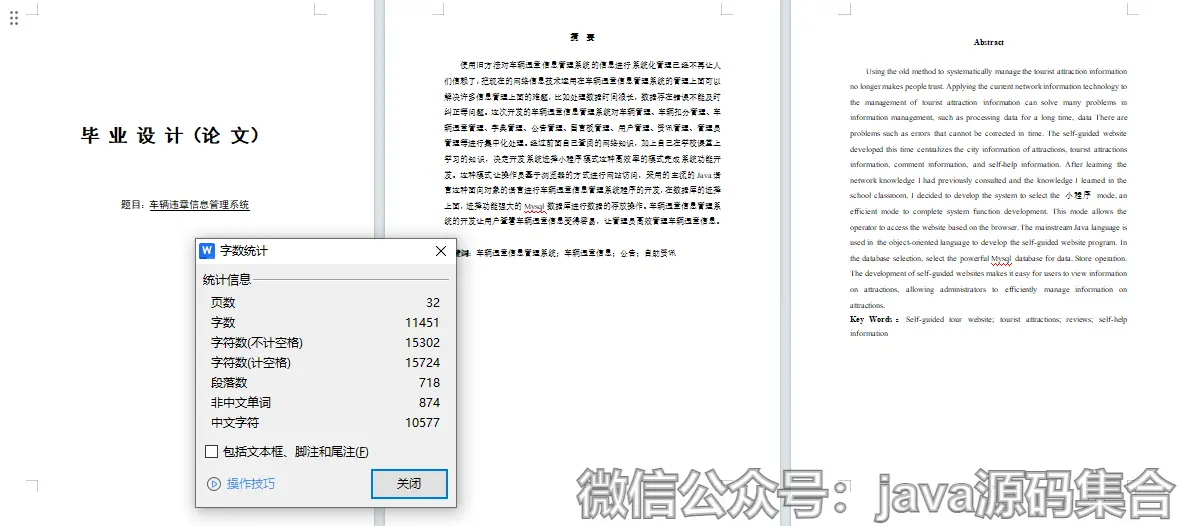 毕 业 设 计 (论 文)
题目: 车辆违章信息管理系统
摘 要
使用旧方法对车辆违章信息管理系统的信息进行系统化管理已经不再让人
们信赖了,把现在的网络信息技术运用在车辆违章信息管理系统的管理上面可以
解决许多信息管理上面的难题,比如处理数据时间很长,数据存在错误不能及时
纠正等问题。这次开发的车辆违章信息管理系统对车辆管理、车辆扣分管理、车
辆违章管理、字典管理、公告管理、留言板管理、用户管理、资讯管理、管理员
管理等进行集中化处理。经过前面自己查阅的网络知识,加上自己在学校课堂上
学习的知识,决定开发系统选择小程序模式这种高效率的模式完成系统功能开
发。这种模式让操作员基于浏览器的方式进行网站访问,采用的主流的Java语
言这种面向对象的语言进行车辆违章信息管理系统程序的开发,在数据库的选择
上面,选择功能强大的Mysql数据库进行数据的存放操作。车辆违章信息管理系
统的开发让用户查看车辆违章信息变得容易,让管理员高效管理车辆违章信息。
键词:车辆违章信息管理系统;车辆违章信息;公告;自助资讯
Abstract
Using the old method to systematically manage the tourist attraction information
no longer makes people trust. Applying the current network information technology to
the management of tourist attraction information can solve many problems in
information management, such as processing data for a long time, data There are
problems such as errors that cannot be corrected in time. The self-guided website
developed this time centralizes the city information of attractions, tourist attractions
information, comment information, and self-help information. After learning the
network knowledge I had previously consulted and the knowledge I learned in the
school classroom, I decided to develop the system to select the 小程序 mode, an
efficient mode to complete system function development. This mode allows the
operator to access the website based on the browser. The mainstream Java language is
used in the object-oriented language to develop the self-guided website program. In
the database selection, select the powerful Mysql database for data. Store operation.
The development of self-guided websites makes it easy for users to view information
on attractions, allowing administrators to efficiently manage information on
attractions.
Key Words: Self-guided tour website; tourist attractions; reviews; self-help
information
W 字数统计
统计信息
页数 32
字数 11451
字符数(不计空格) 15302
字符数(计空格) 15724
段落数 718
非中文单词 874
中文字符 10577
包括文本框、脚注和尾注(F)
操作技巧 关闭
微信公众号:java源码集合